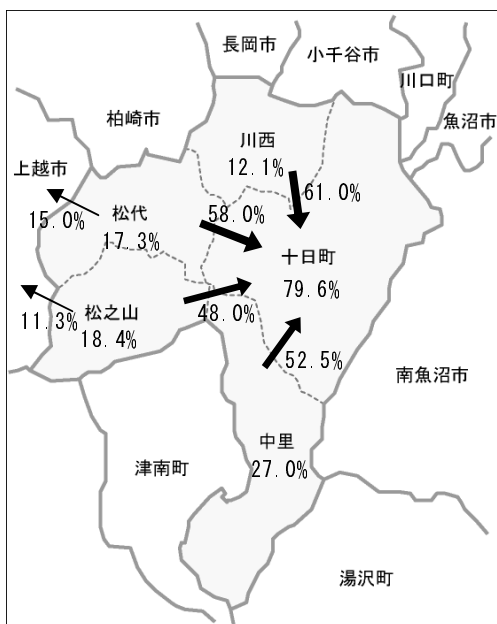 長岡市
小千谷市
川口町
魚沼市
柏崎市
川西
12.1%
61.0%
上越市
15.0%
松代
17.3%
58.0%
十日町
79.6%
11.3%
松之山
18.4%
48.0%
52.5%
南魚沼市
中里
27.0%
津南町
湯沢町